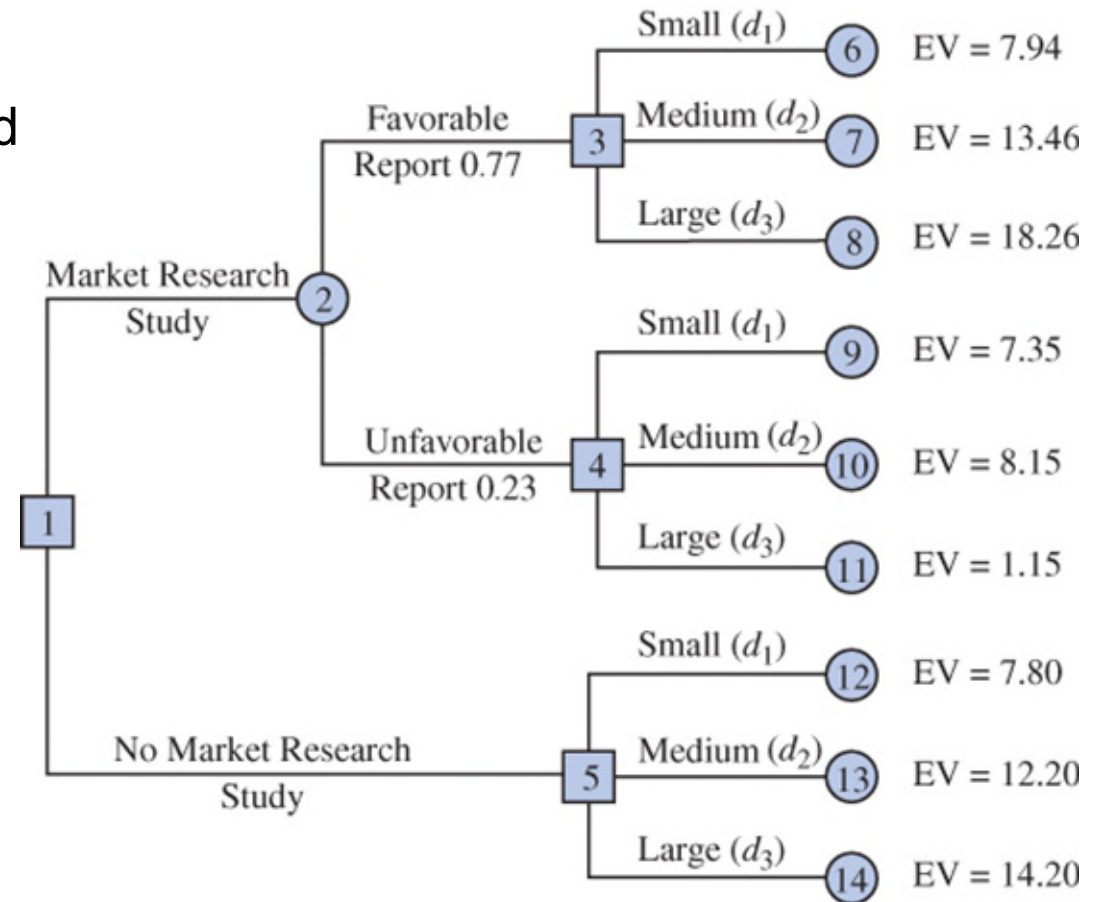 d
Small (d₁)
6
EV = 7.94
Favorable
Report 0.77
3
Medium (d₂)
7
EV = 13.46
Large (d₃)
8
EV = 18.26
Market Research
Study
2
Small (d₁)
9
EV = 7.35
Unfavorable
Report 0.23
4
Medium (d₂)
10
EV = 8.15
Large (d₃)
11
EV = 1.15
1
Small (d₁)
12
EV = 7.80
No Market Research
Study
5
Medium (d₂)
13
EV = 12.20
Large (d₃)
14
EV = 14.20